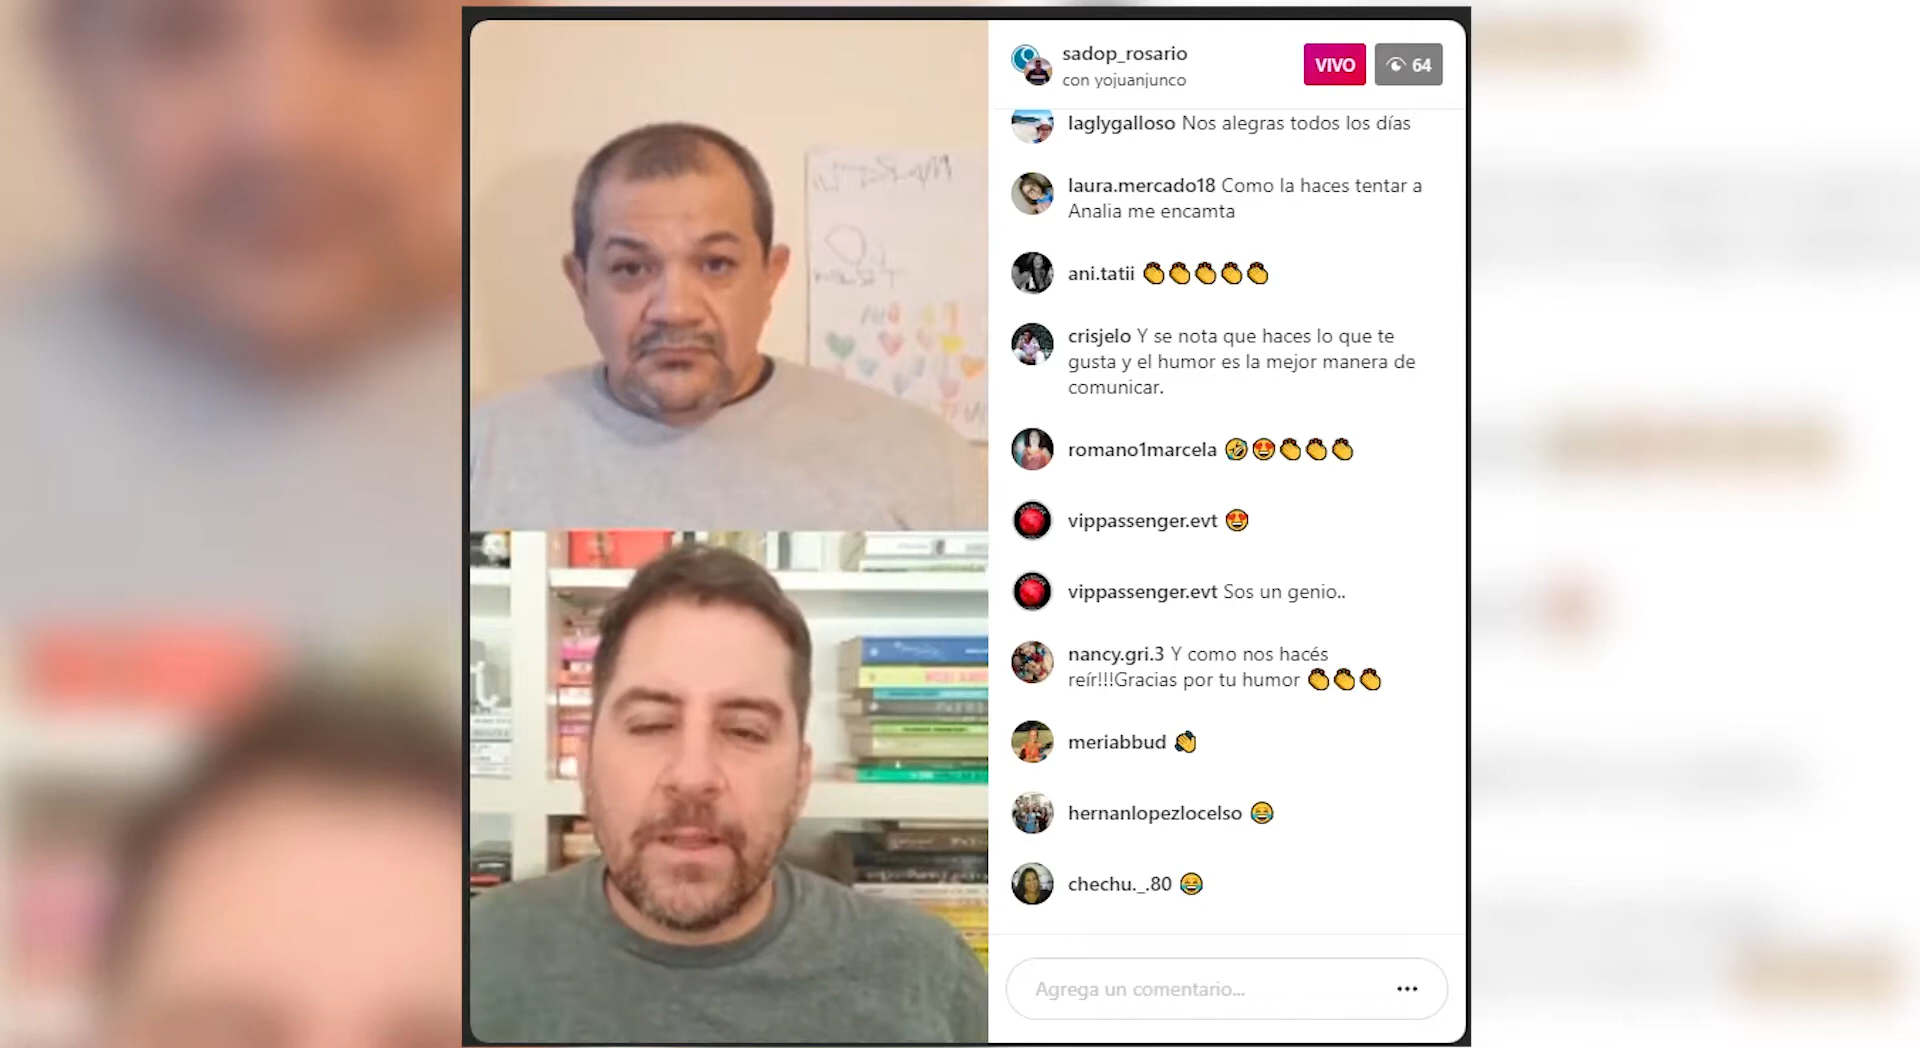 sadop_rosario
con yojuanjunco
VIVO
64
laglygalloso Nos alegras todos los días
laura.mercado18 Como la haces tentar a
Analia me encamta
ani.tatii 👏👏👏👏👏
crisjelo Y se nota que haces lo que te
gusta y el humor es la mejor manera de
comunicar.
romano1marcela 🤣😍👏👏👏
vippassenger.evt 😍
vippassenger.evt Sos un genio..
nancy.gri.3 Y como nos hacés
reír!!!Gracias por tu humor 👏👏👏
meriabbud 👏
hernanlopezlocelso 😂
chechu._.80 😂
Agrega un comentario...